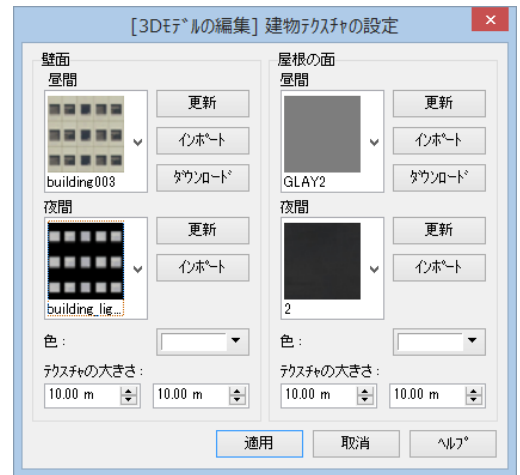 [3Dﾓﾃﾞﾙの編集] 建物ﾃｸｽﾁｬの設定
壁面
昼間
更新
ｲﾝﾎﾟｰﾄ
ﾀﾞｳﾝﾛｰﾄﾞ
building003
夜間
更新
ｲﾝﾎﾟｰﾄ
building_lig...
色 :
ﾃｸｽﾁｬの大きさ :
10.00 m
10.00 m
屋根の面
昼間
更新
ｲﾝﾎﾟｰﾄ
ﾀﾞｳﾝﾛｰﾄﾞ
GLAY2
夜間
更新
ｲﾝﾎﾟｰﾄ
2
色 :
ﾃｸｽﾁｬの大きさ :
10.00 m
10.00 m
適用
取消
ﾍﾙﾌﾟ